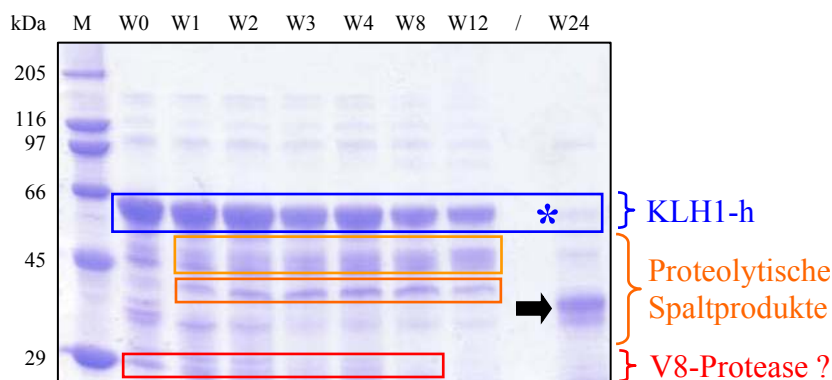 kDa M W0 W1 W2 W3 W4 W8 W12 / W24
205
116
97
66
* } KLH1-h
45
Proteolytische
Spaltprodukte
29
} V8-Protease ?